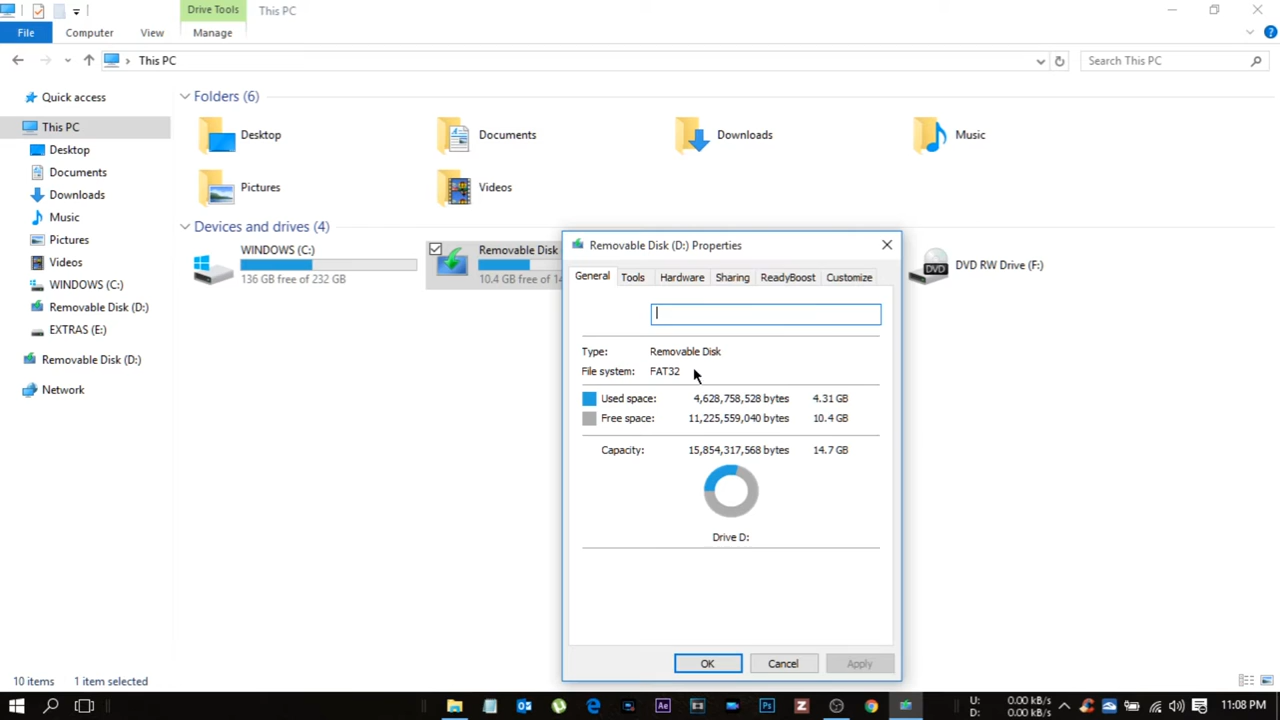 Drive Tools
This PC
File
Computer
View
Manage
This PC
Search This PC
Quick access
This PC
Desktop
Documents
Downloads
Music
Pictures
Videos
WINDOWS (C:)
Removable Disk (D:)
EXTRAS (E:)
Removable Disk (D:)
Network
Folders (6)
Desktop
Documents
Downloads
Music
Pictures
Videos
Devices and drives (4)
WINDOWS (C:)
136 GB free of 232 GB
Removable Disk
10.4 GB free of 14
DVD RW Drive (F:)
Removable Disk (D:) Properties
General
Tools
Hardware
Sharing
ReadyBoost
Customize
Type: Removable Disk
File system: FAT32
Used space: 4,628,758,528 bytes 4.31 GB
Free space: 11,225,559,040 bytes 10.4 GB
Capacity: 15,854,317,568 bytes 14.7 GB
Drive D:
OK
Cancel
Apply
10 items
1 item selected
U: 0.00 kB/s
D: 0.00 kB/s
11:08 PM